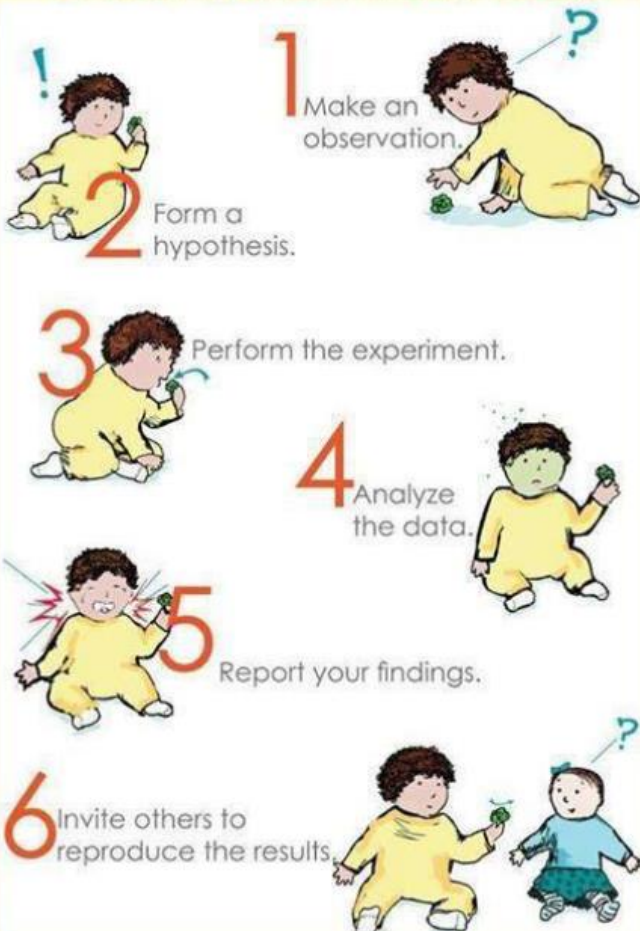 1 Make an
observation.
!
?
2 Form a
hypothesis.
3 Perform the experiment.
4 Analyze
the data.
5 Report your findings.
?
6 Invite others to
reproduce the results.